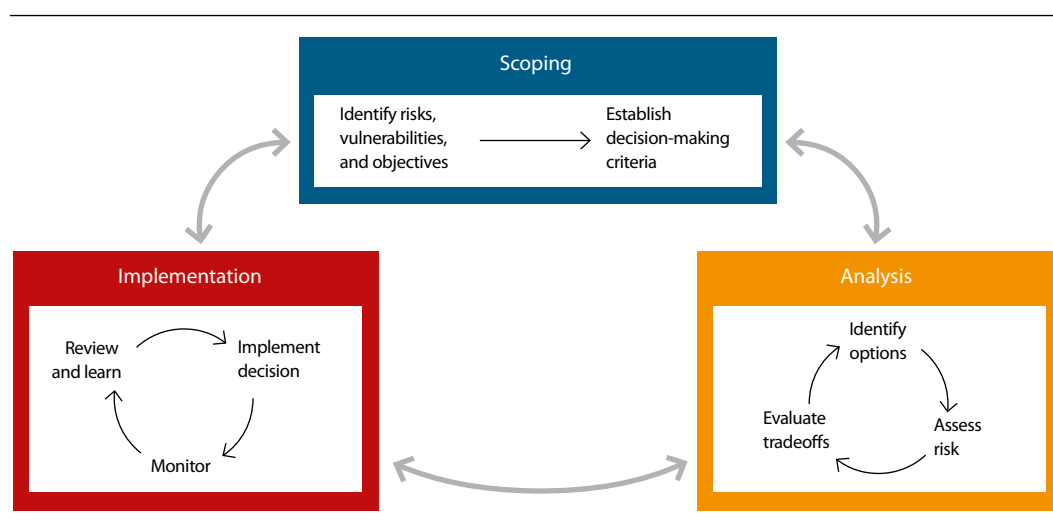 Scoping
Identify risks,
vulnerabilities,
and objectives
Establish
decision-making
criteria
Implementation
Review
and learn
Implement
decision
Monitor
Analysis
Identify
options
Assess
risk
Evaluate
tradeoffs